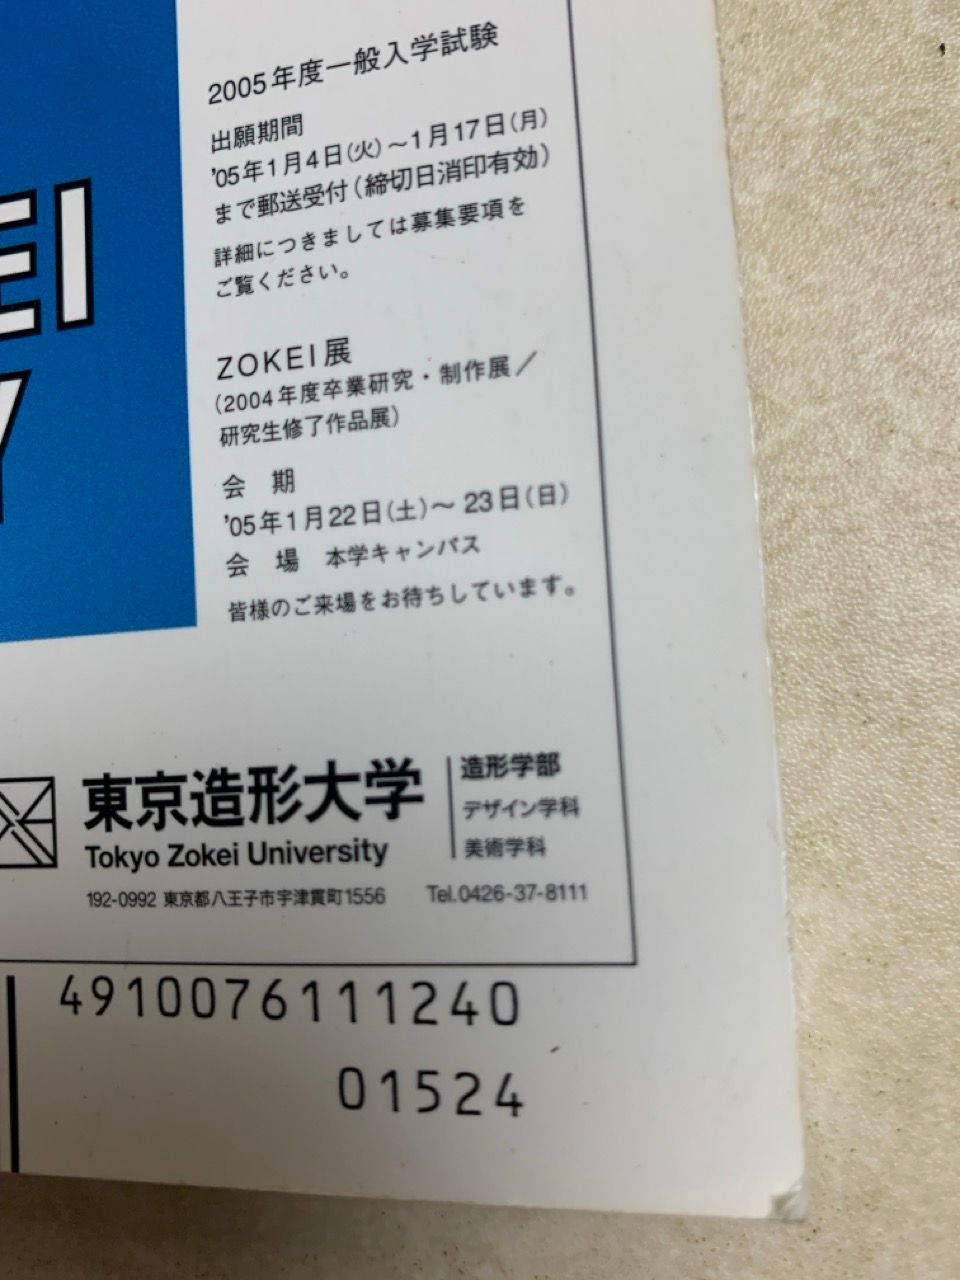 2005年度一般入学試験
出願期間
'05年1月4日(火)～1月17日(月)
まで郵送受付(締切日消印有効)
詳細につきましては募集要項を
ご覧ください。
ZOKEI展
(2004年度卒業研究・制作展／
研究生修了作品展)
会　期
'05年1月22日(土)～23日(日)
会　場　本学キャンパス
皆様のご来場をお待ちしています。
EI
Y
東京造形大学
Tokyo Zokei University
造形学部
デザイン学科
美術学科
192-0992 東京都八王子市宇津貫町1556　Tel.0426-37-8111
4910076111240
01524